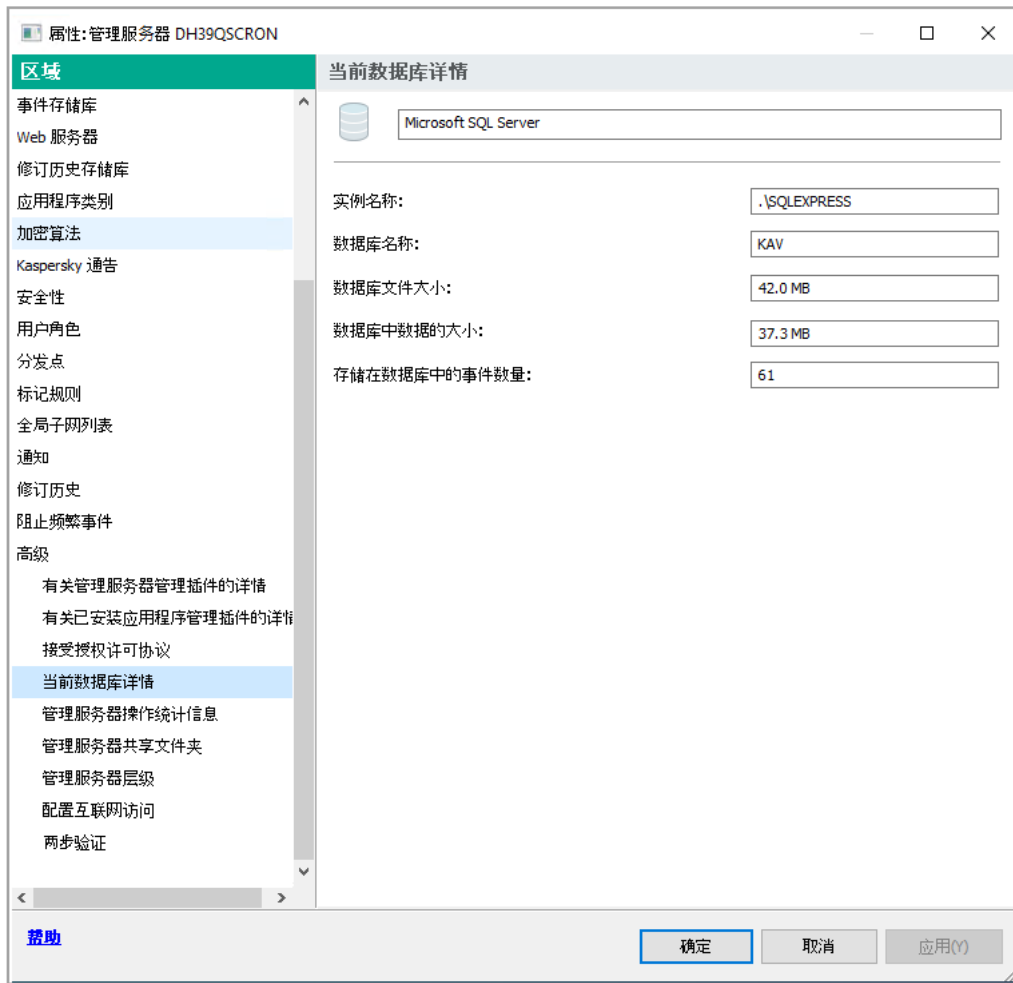 属性:管理服务器 DH39QSCRON
区域
事件存储库
Web 服务器
修订历史存储库
应用程序类别
加密算法
Kaspersky 通告
安全性
用户角色
分发点
标记规则
全局子网列表
通知
修订历史
阻止频繁事件
高级
有关管理服务器管理插件的详情
有关已安装应用程序管理插件的详情
接受授权许可协议
当前数据库详情
管理服务器操作统计信息
管理服务器共享文件夹
管理服务器层级
配置互联网访问
两步验证
当前数据库详情
Microsoft SQL Server
实例名称: .\SQLEXPRESS
数据库名称: KAV
数据库文件大小: 42.0 MB
数据库中数据的大小: 37.3 MB
存储在数据库中的事件数量: 61
帮助
确定 取消 应用(Y)